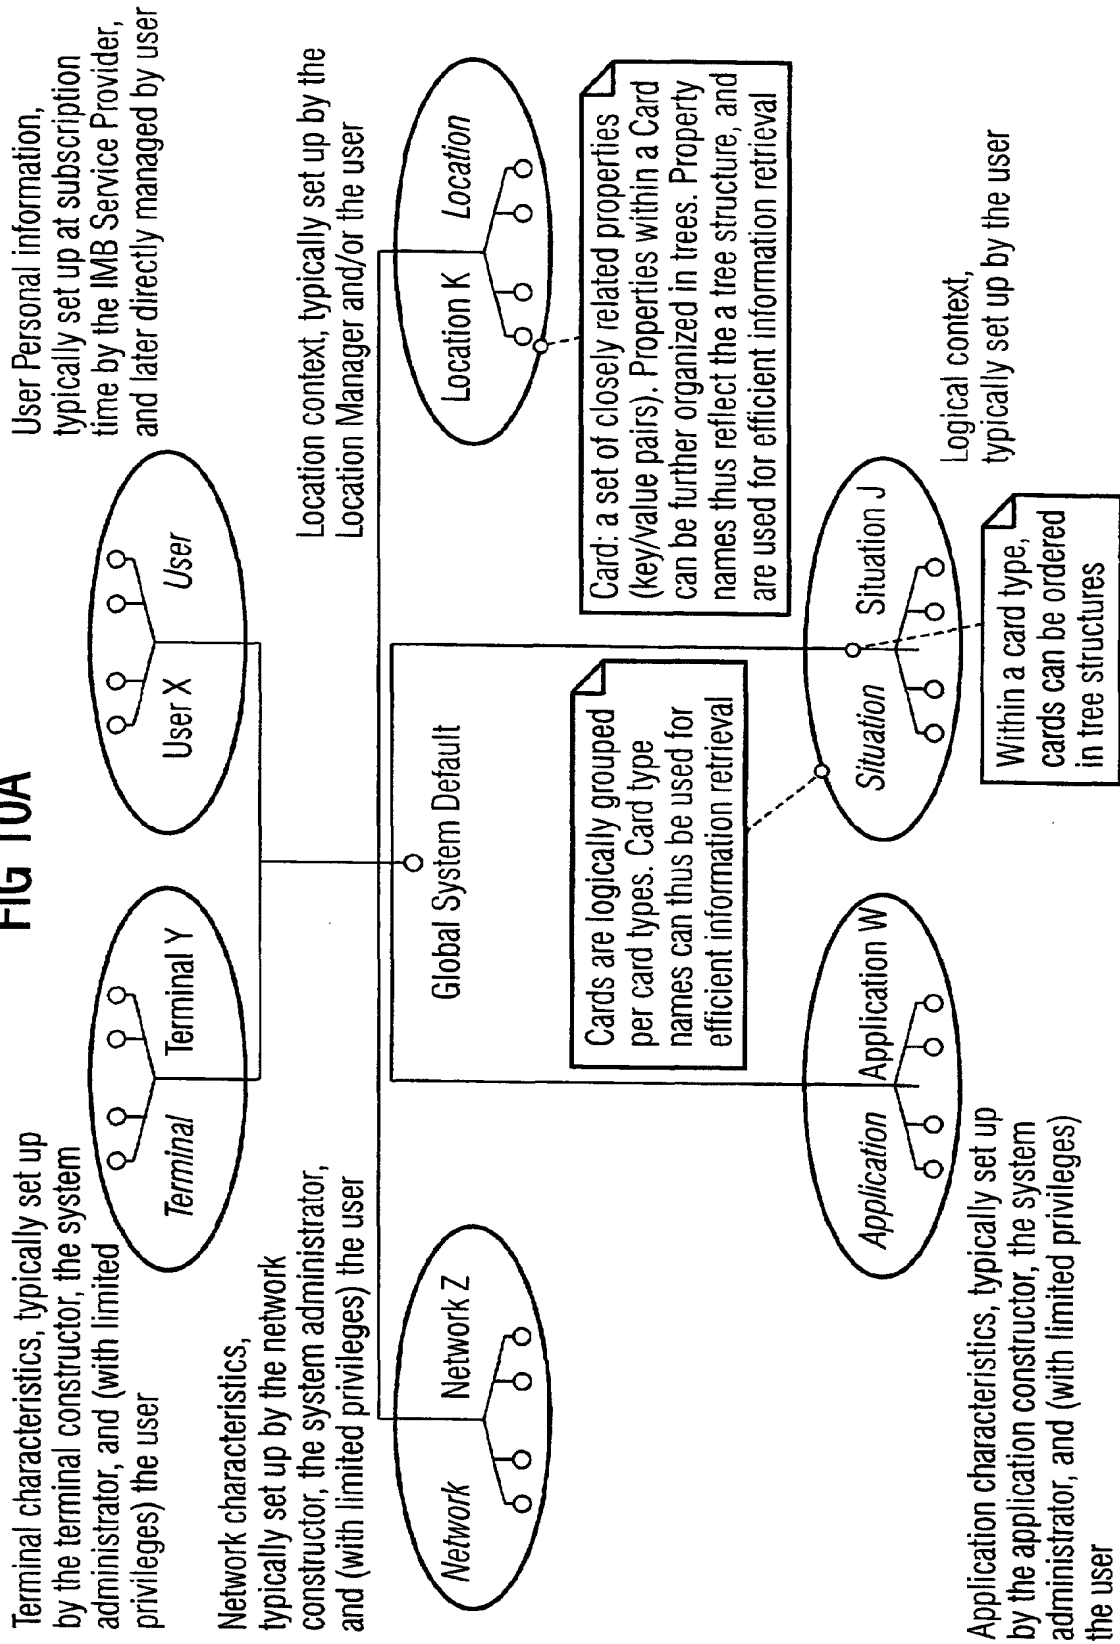 FIG 10A
Terminal characteristics, typically set up
by the terminal constructor, the system
administrator, and (with limited
privileges) the user
Terminal
Terminal Y
User X
User
User Personal information,
typically set up at subscription
time by the IMB Service Provider,
and later directly managed by user
Network characteristics,
typically set up by the network
constructor, the system administrator,
and (with limited privileges) the user
Network
Network Z
Location context, typically set up by the
Location Manager and/or the user
Location K
Location
Global System Default
Card: a set of closely related properties
(key/value pairs). Properties within a Card
can be further organized in trees. Property
names thus reflect the a tree structure, and
are used for efficient information retrieval
Cards are logically grouped
per card types. Card type
names can thus be used for
efficient information retrieval
Application
Application W
Situation
Situation J
Application characteristics, typically set up
by the application constructor, the system
administrator, and (with limited privileges)
the user
Logical context,
typically set up by the user
Within a card type,
cards can be ordered
in tree structures